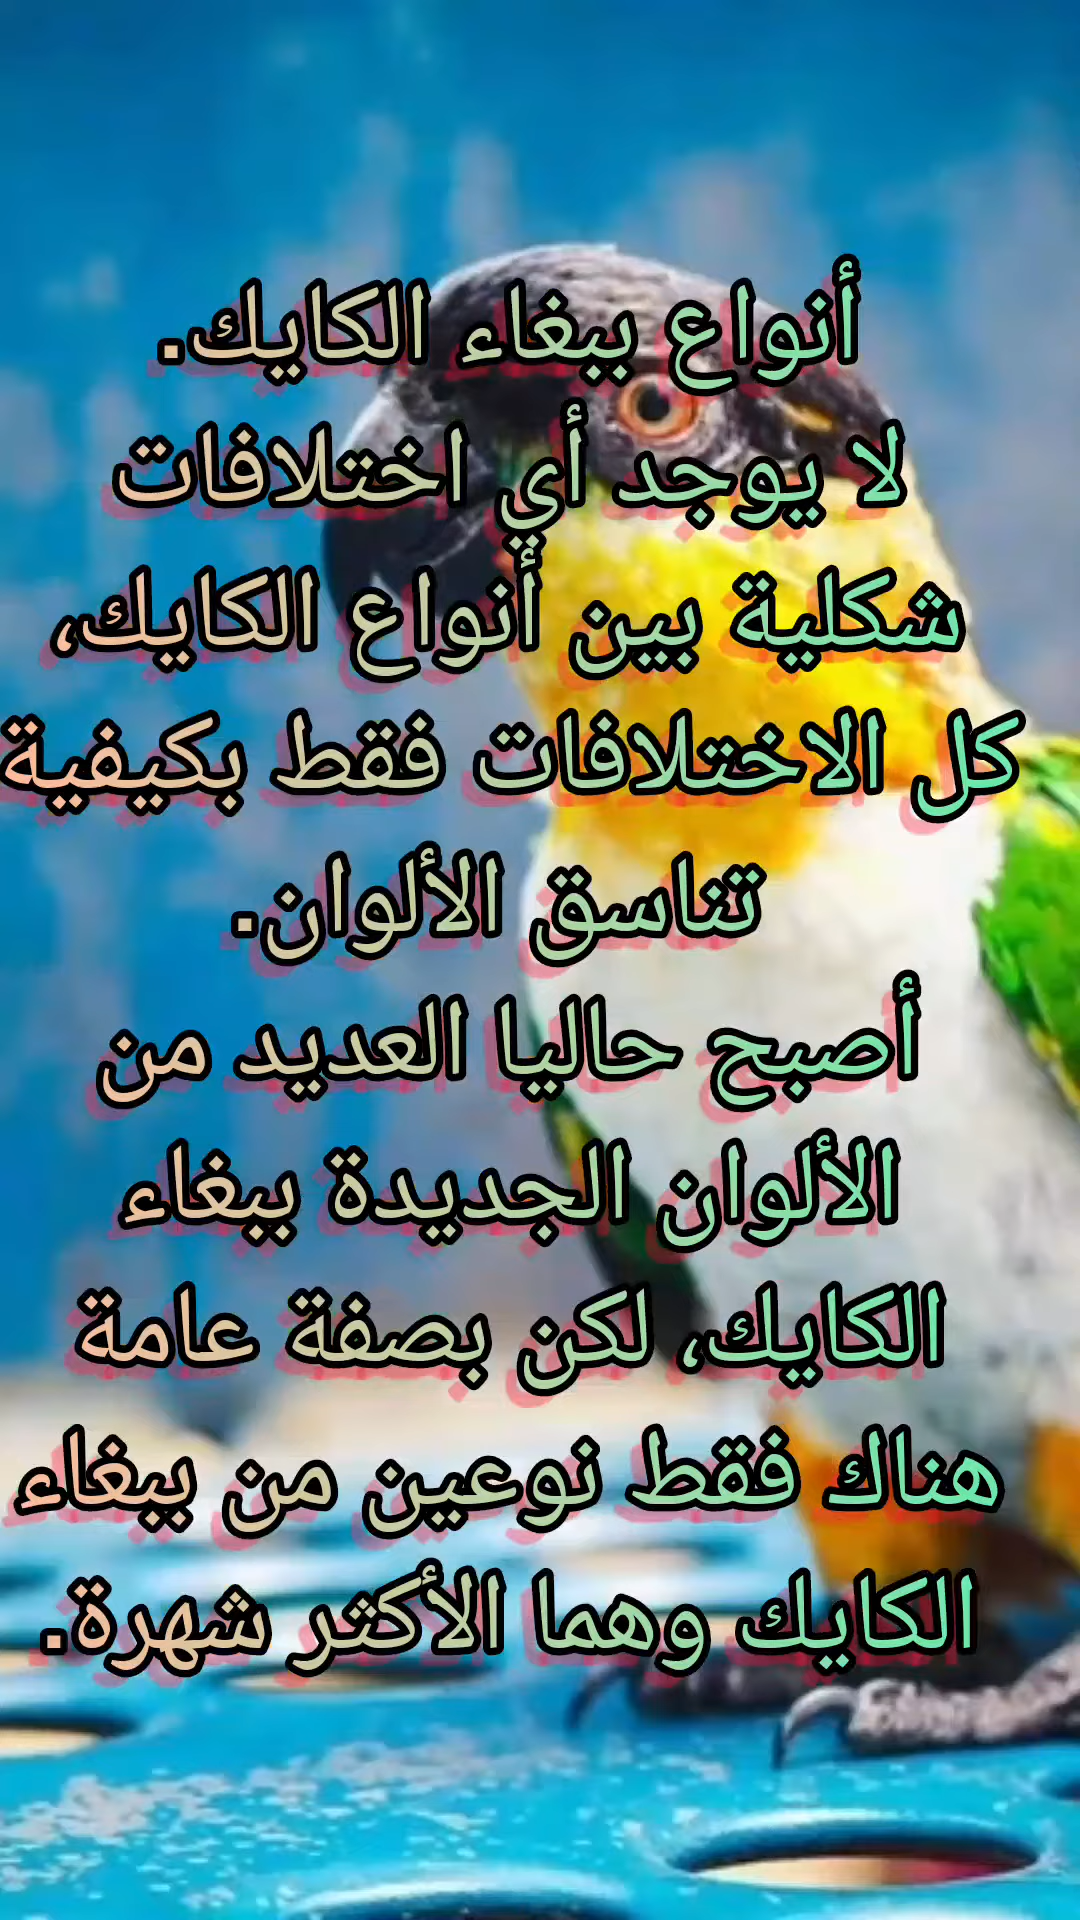 أنواع ببغاء الكايك.
لا يوجد أي اختلافات
شكلية بين أنواع الكايك،
كل الاختلافات فقط بكيفية
تناسق الألوان.
أصبح حاليا العديد من
الألوان الجديدة ببغاء
الكايك، لكن بصفة عامة
هناك فقط نوعين من ببغاء
الكايك وهما الأكثر شهرة.